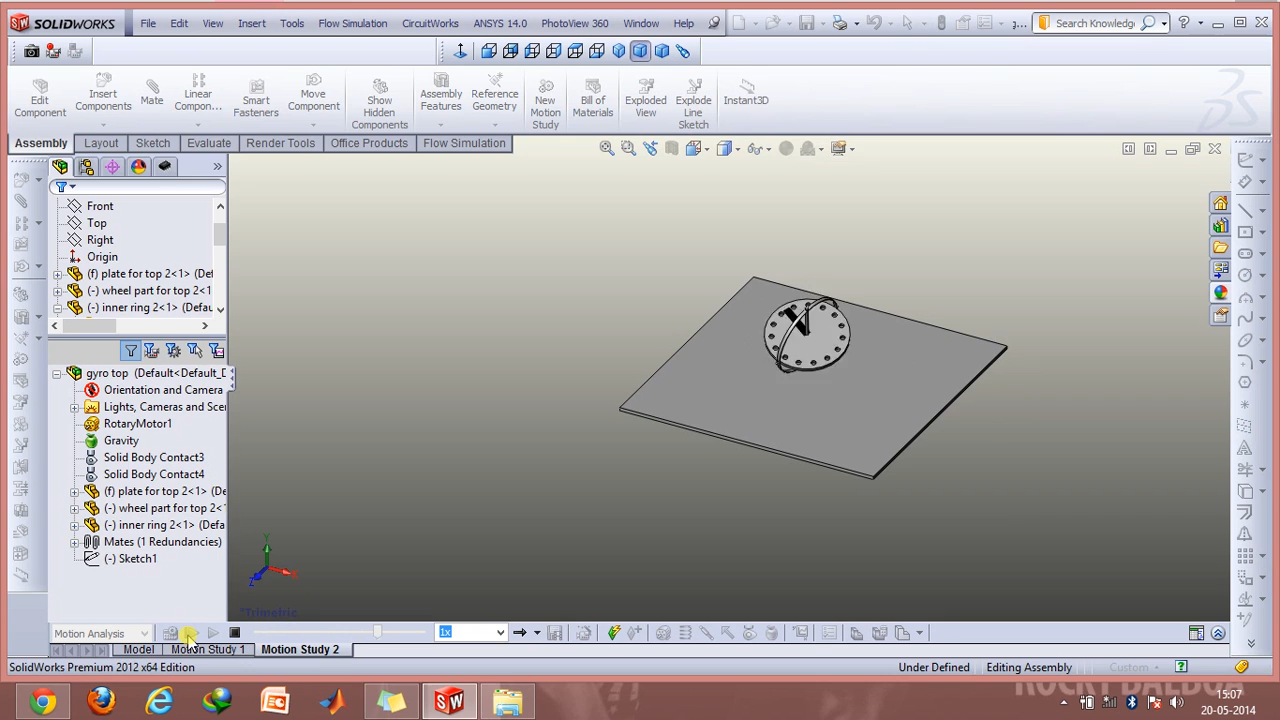 SOLIDWORKS File Edit View Insert Tools Flow Simulation CircuitWorks ANSYS 14.0 PhotoView 360 Window Help Search Knowledge
Edit Component
Insert Components
Mate
Linear Compon...
Smart Fasteners
Move Component
Show Hidden Components
Assembly Features
Reference Geometry
New Motion Study
Bill of Materials
Exploded View
Explode Line Sketch
Instant3D
Assembly Layout Sketch Evaluate Render Tools Office Products Flow Simulation
Front
Top
Right
Origin
(f) plate for top 2<1> (Def
(-) wheel part for top 2<1
(-) inner ring 2<1> (Defau
gyro top (Default<Default_D
Orientation and Camera
Lights, Cameras and Scen
RotaryMotor1
Gravity
Solid Body Contact3
Solid Body Contact4
(f) plate for top 2<1> (De
(-) wheel part for top 2<
(-) inner ring 2<1> (Defa
Mates (1 Redundancies)
(-) Sketch1
Y
X
Z
*Trimetric
Motion Analysis 1x
Model Motion Study 1 Motion Study 2
SolidWorks Premium 2012 x64 Edition Under Defined Editing Assembly Custom
ROCKY BALBOA
15:07
20-05-2014